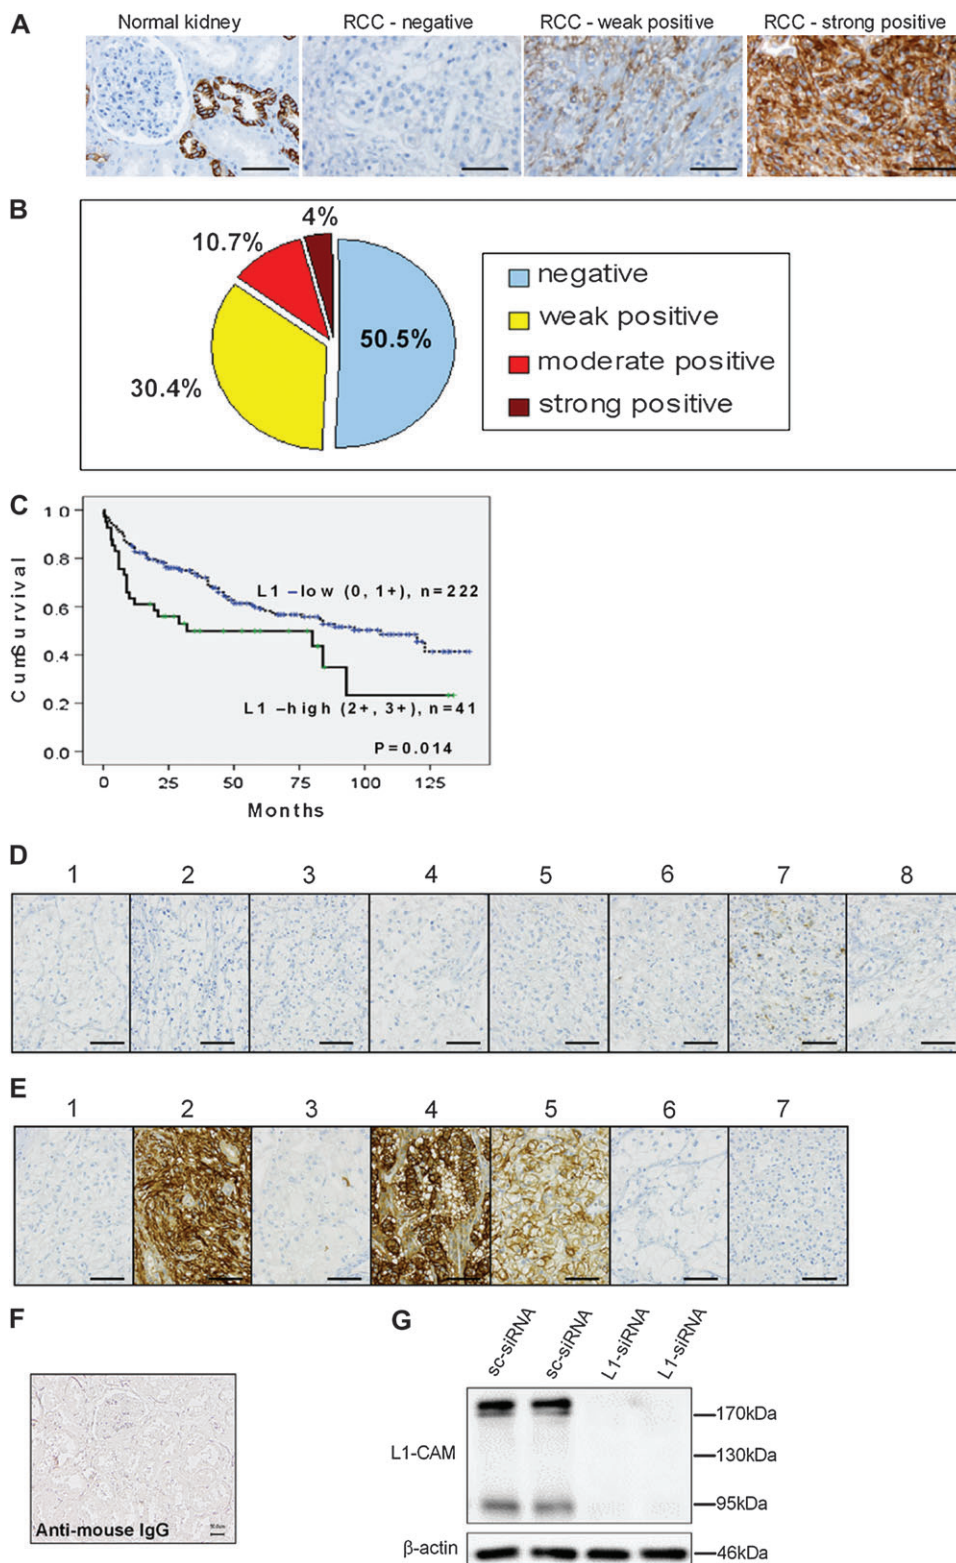 A
Normal kidney
RCC - negative
RCC - weak positive
RCC - strong positive
B
4%
10.7%
30.4%
50.5%
negative
weak positive
moderate positive
strong positive
C
1.0
0.8
0.6
0.4
0.2
0.0
CumSurvival
L1 –low (0, 1+), n=222
L1 –high (2+, 3+), n=41
P=0.014
0 25 50 75 100 125
Months
D
1 2 3 4 5 6 7 8
E
1 2 3 4 5 6 7
F
Anti-mouse IgG
G
sc-siRNA
sc-siRNA
L1-siRNA
L1-siRNA
L1-CAM
170kDa
130kDa
95kDa
β-actin
46kDa